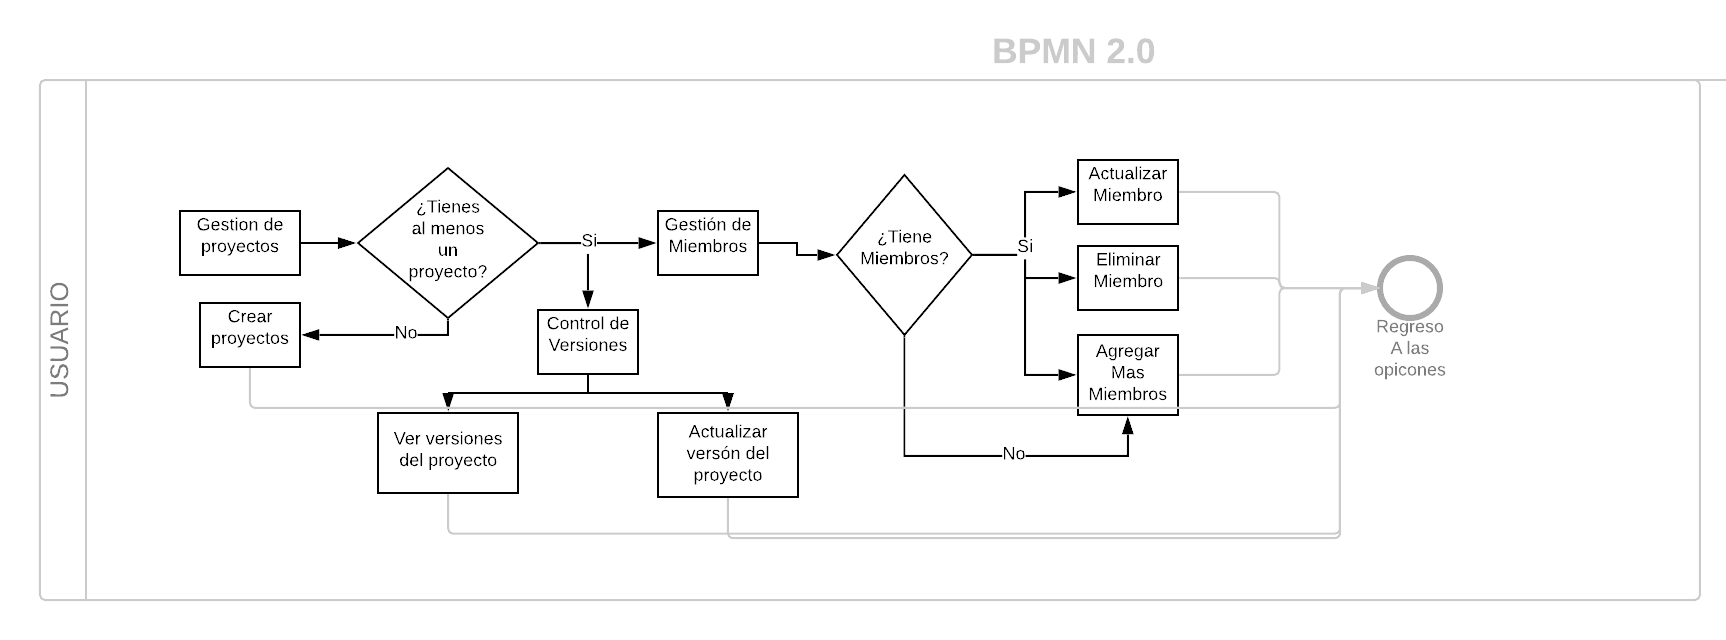 BPMN 2.0
USUARIO
Gestion de
proyectos
¿Tienes
al menos
un
proyecto?
Si
No
Crear
proyectos
Control de
Versiones
Ver versiones
del proyecto
Actualizar
versón del
proyecto
Gestión de
Miembros
¿Tiene
Miembros?
Si
No
Actualizar
Miembro
Eliminar
Miembro
Agregar
Mas
Miembros
Regreso
A las
opicones